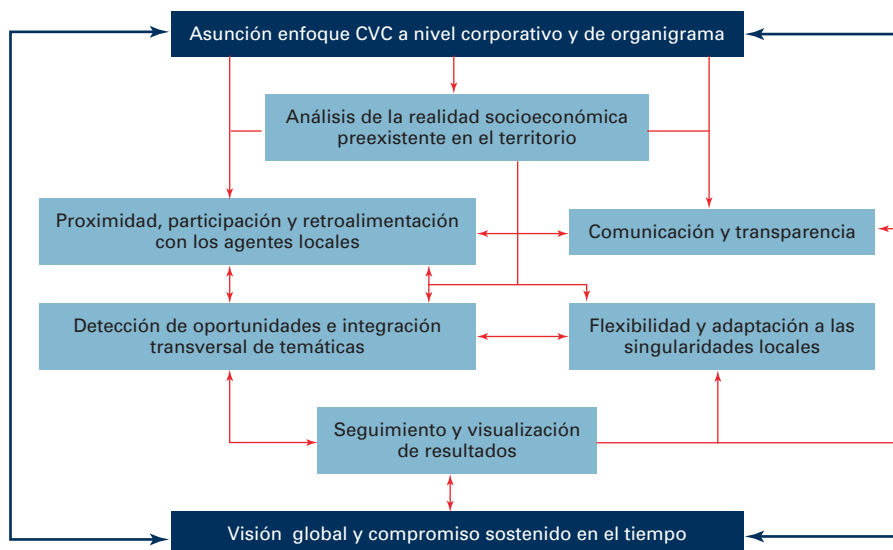 Asunción enfoque CVC a nivel corporativo y de organigrama
Análisis de la realidad socioeconómica
preexistente en el territorio
Proximidad, participación y retroalimentación
con los agentes locales
Comunicación y transparencia
Detección de oportunidades e integración
transversal de temáticas
Flexibilidad y adaptación a las
singularidades locales
Seguimiento y visualización
de resultados
Visión global y compromiso sostenido en el tiempo